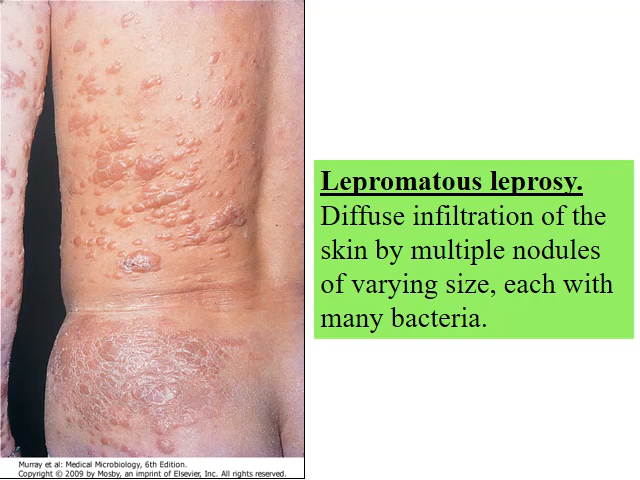 Lepromatous leprosy.
Diffuse infiltration of the
skin by multiple nodules
of varying size, each with
many bacteria.
Murray et al: Medical Microbiology, 6th Edition.
Copyright © 2009 by Mosby, an imprint of Elsevier, Inc. All rights reserved.